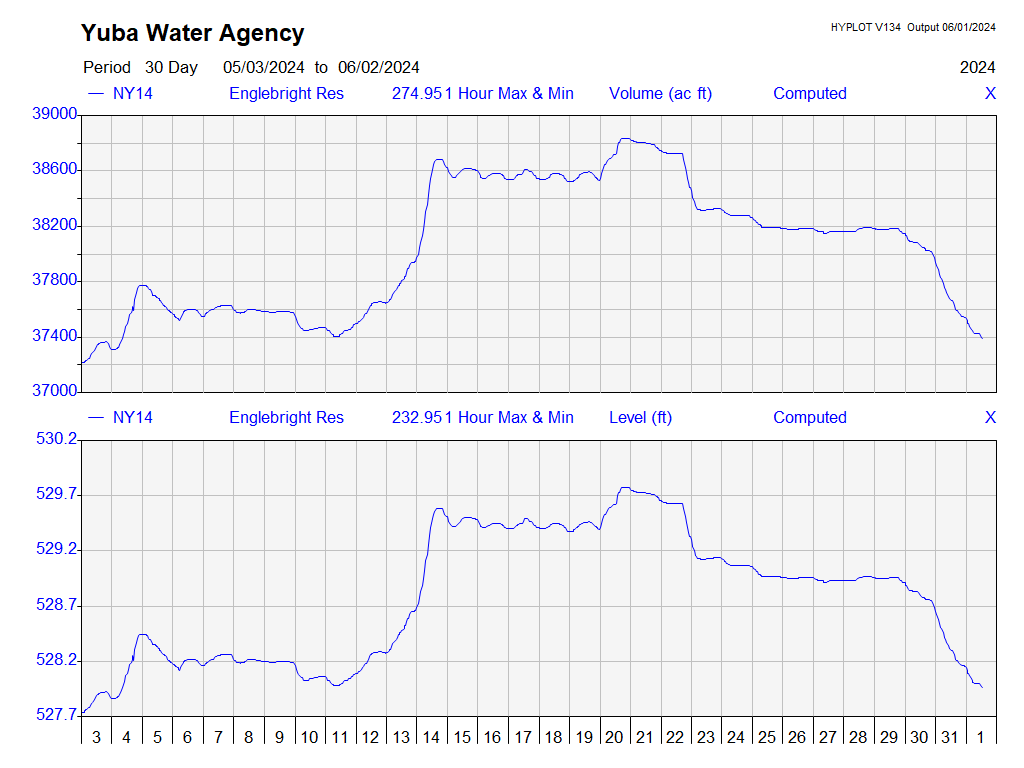 Yuba Water Agency
HYPLOT V134 Output 06/01/2024
Period 30 Day 05/03/2024 to 06/02/2024 2024
NY14 Englebright Res 274.951 Hour Max & Min Volume (ac ft) Computed X
39000
38600
38200
37800
37400
37000
NY14 Englebright Res 232.951 Hour Max & Min Level (ft) Computed X
530.2
529.7
529.2
528.7
528.2
527.7
3 4 5 6 7 8 9 10 11 12 13 14 15 16 17 18 19 20 21 22 23 24 25 26 27 28 29 30 31 1